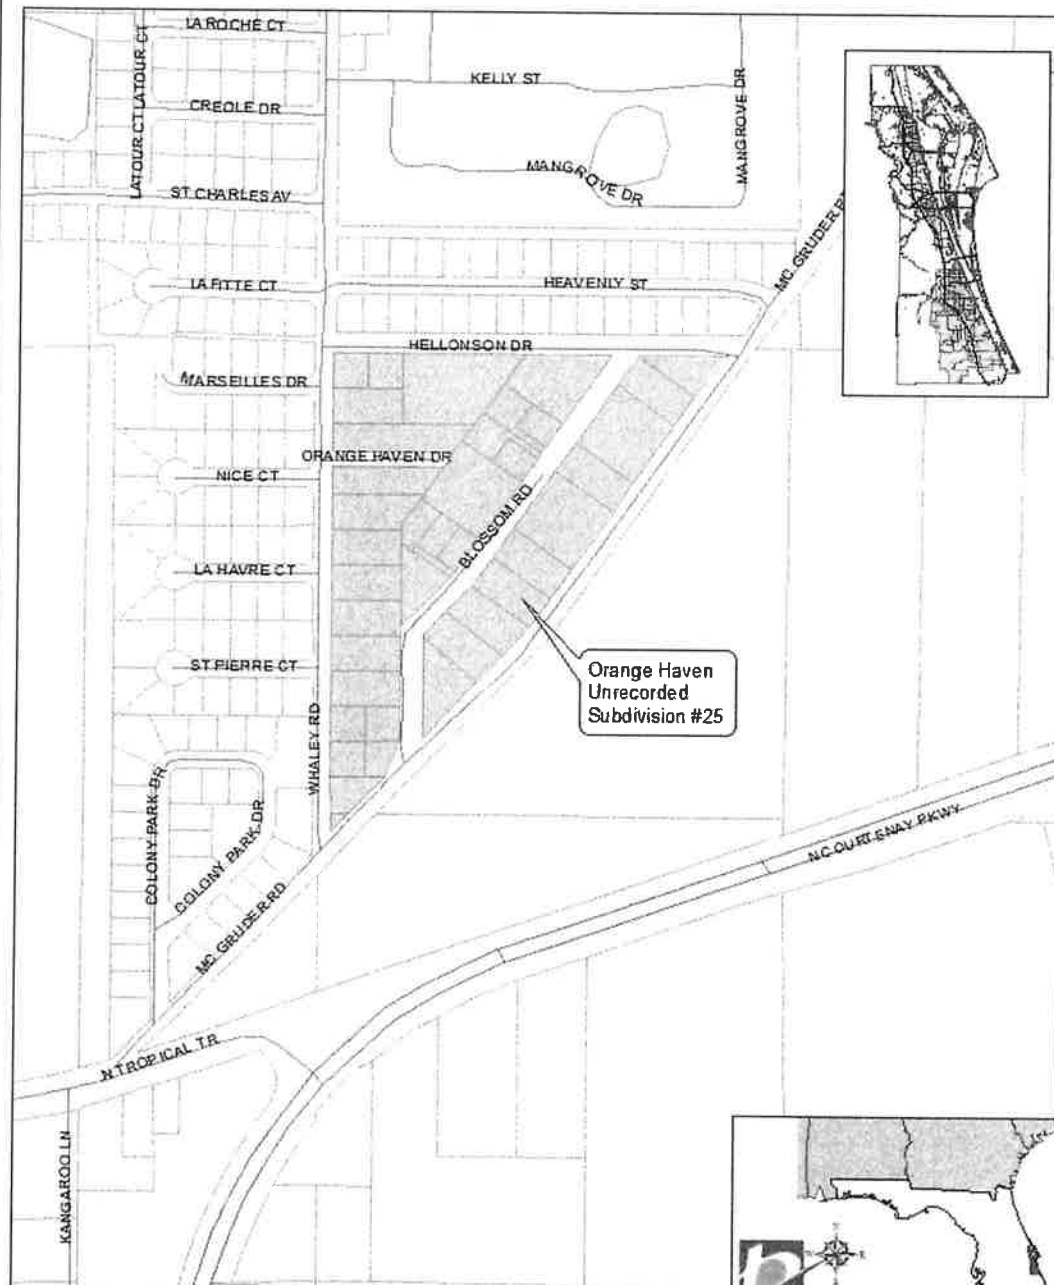 LA ROCHE CT
LATOUR CT
LATOUR CT
KELLY ST
CREOLE DR
MANGROVE DR
MANGROVE DR
ST CHARLES AV
MC GRUDER
LA FITTE CT
HEAVENLY ST
HELLONSON DR
MARSEILLES DR
ORANGE HAVEN DR
NICE CT
BLOSSOM RD
LA HAVRE CT
ST PIERRE CT
Orange Haven
Unrecorded
Subdivision #25
WHALEY RD
COLONY PARK DR
COLONY PARK DR
N COURTENAY PKWY
MC GRUDER RD
N TROPICAL TR
KANGAROO LN